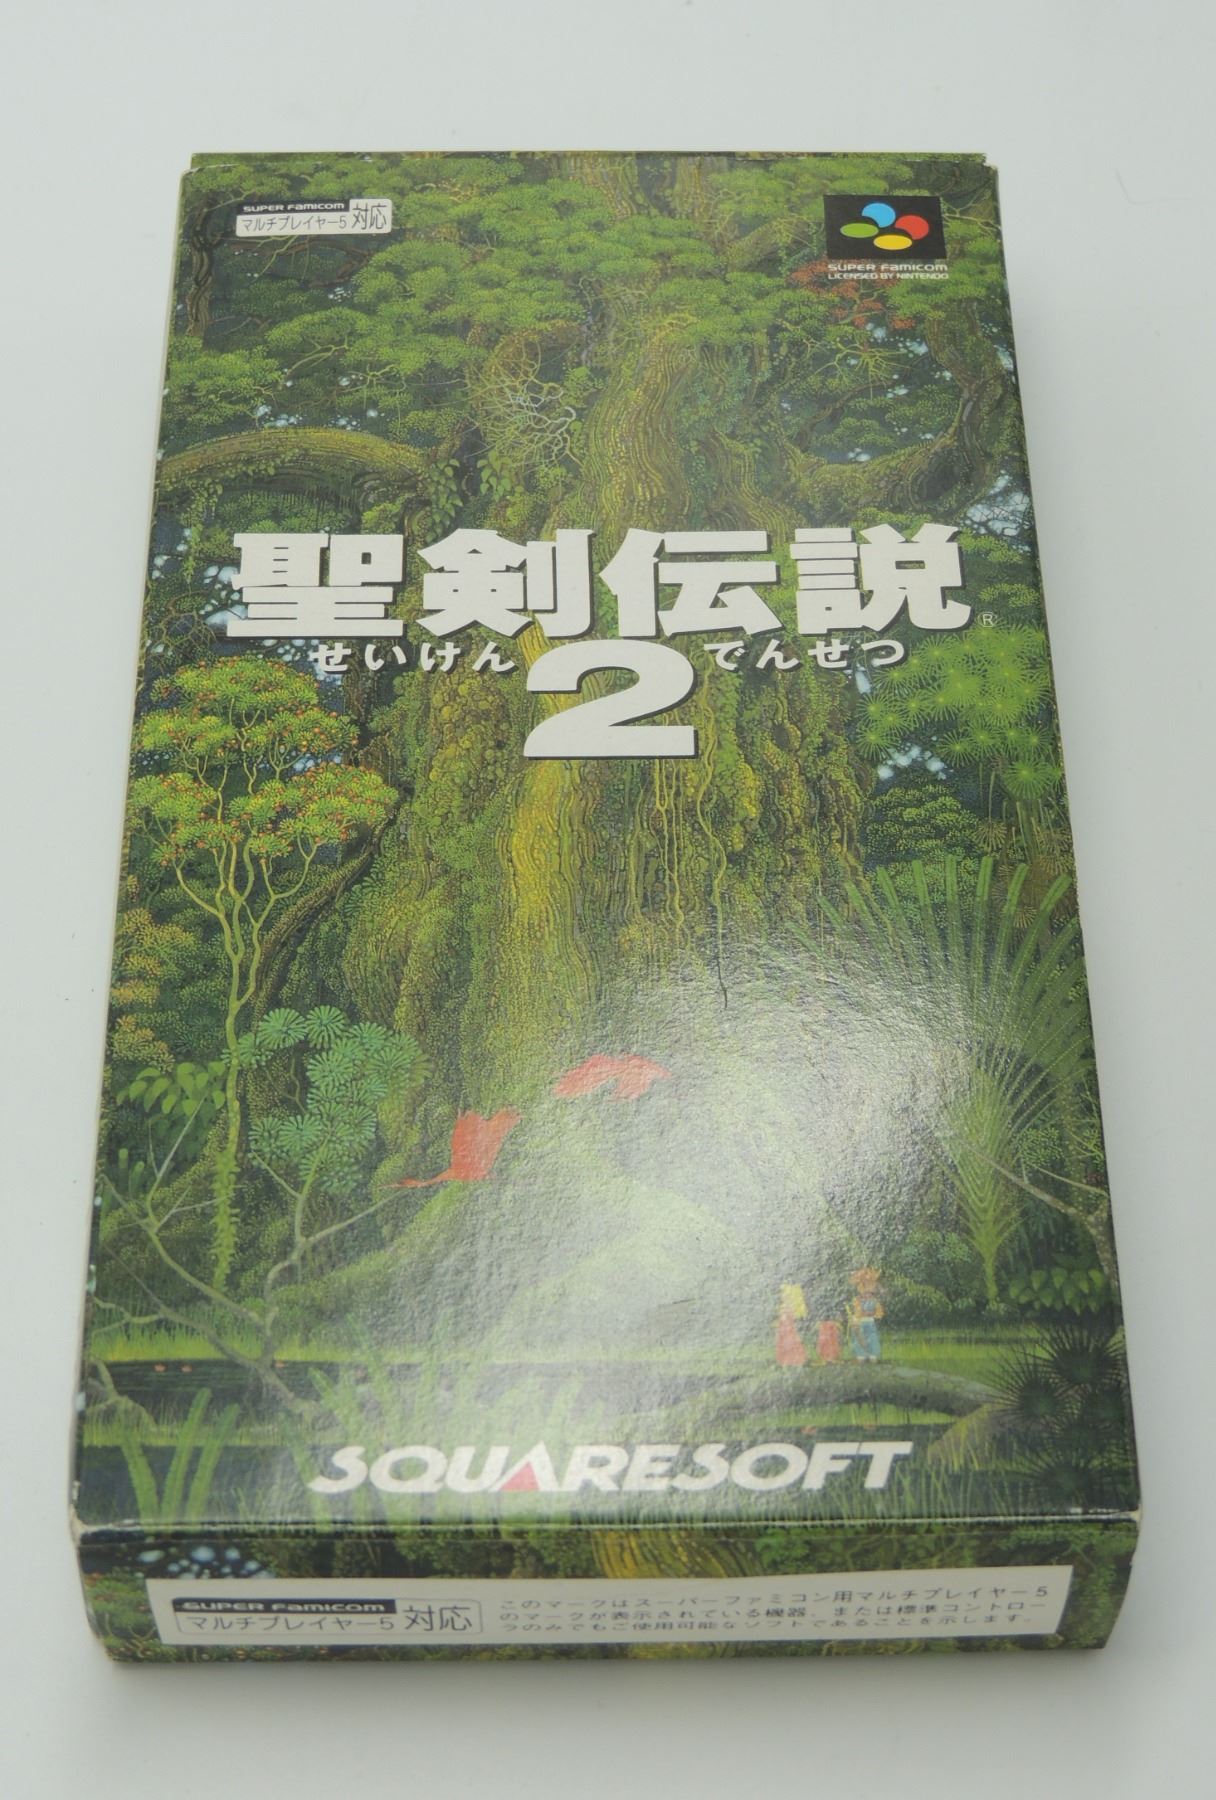 SUPER Famicom
マルチプレイヤー5 対応
SUPER Famicom
LICENSED BY NINTENDO
聖剣伝説®
せいけん 2 でんせつ
SQUARESOFT
SUPER Famicom
マルチプレイヤー5 対応
このマークはスーパーファミコン用マルチプレイヤー5
のマークが表示されている機器、または標準コントロー
ラのみでもご使用可能なソフトであることを示します。